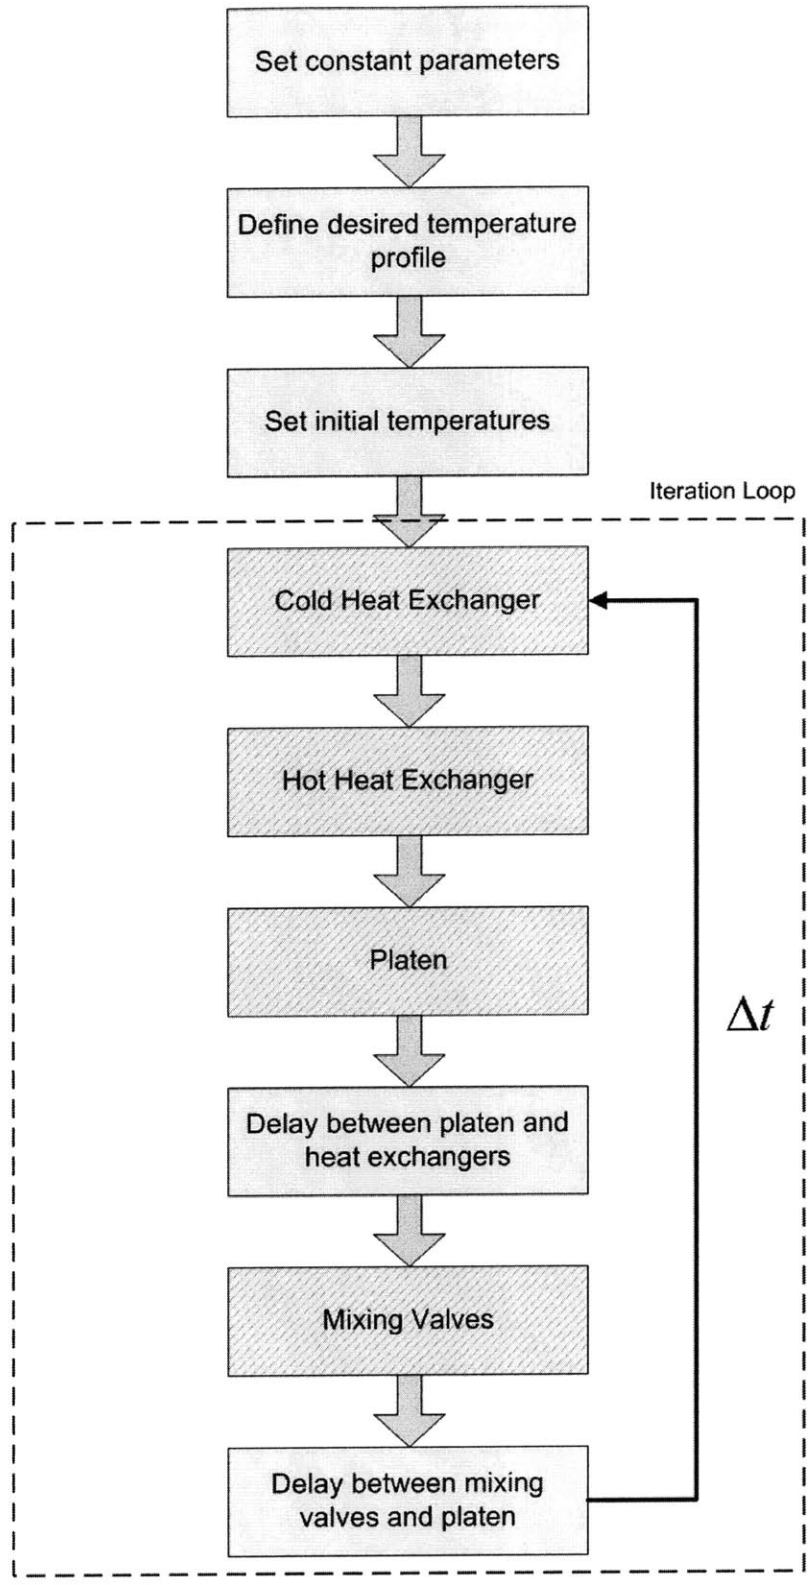 Set constant parameters
Define desired temperature
profile
Set initial temperatures
Iteration Loop
Cold Heat Exchanger
Hot Heat Exchanger
Platen
Δt
Delay between platen and
heat exchangers
Mixing Valves
Delay between mixing
valves and platen